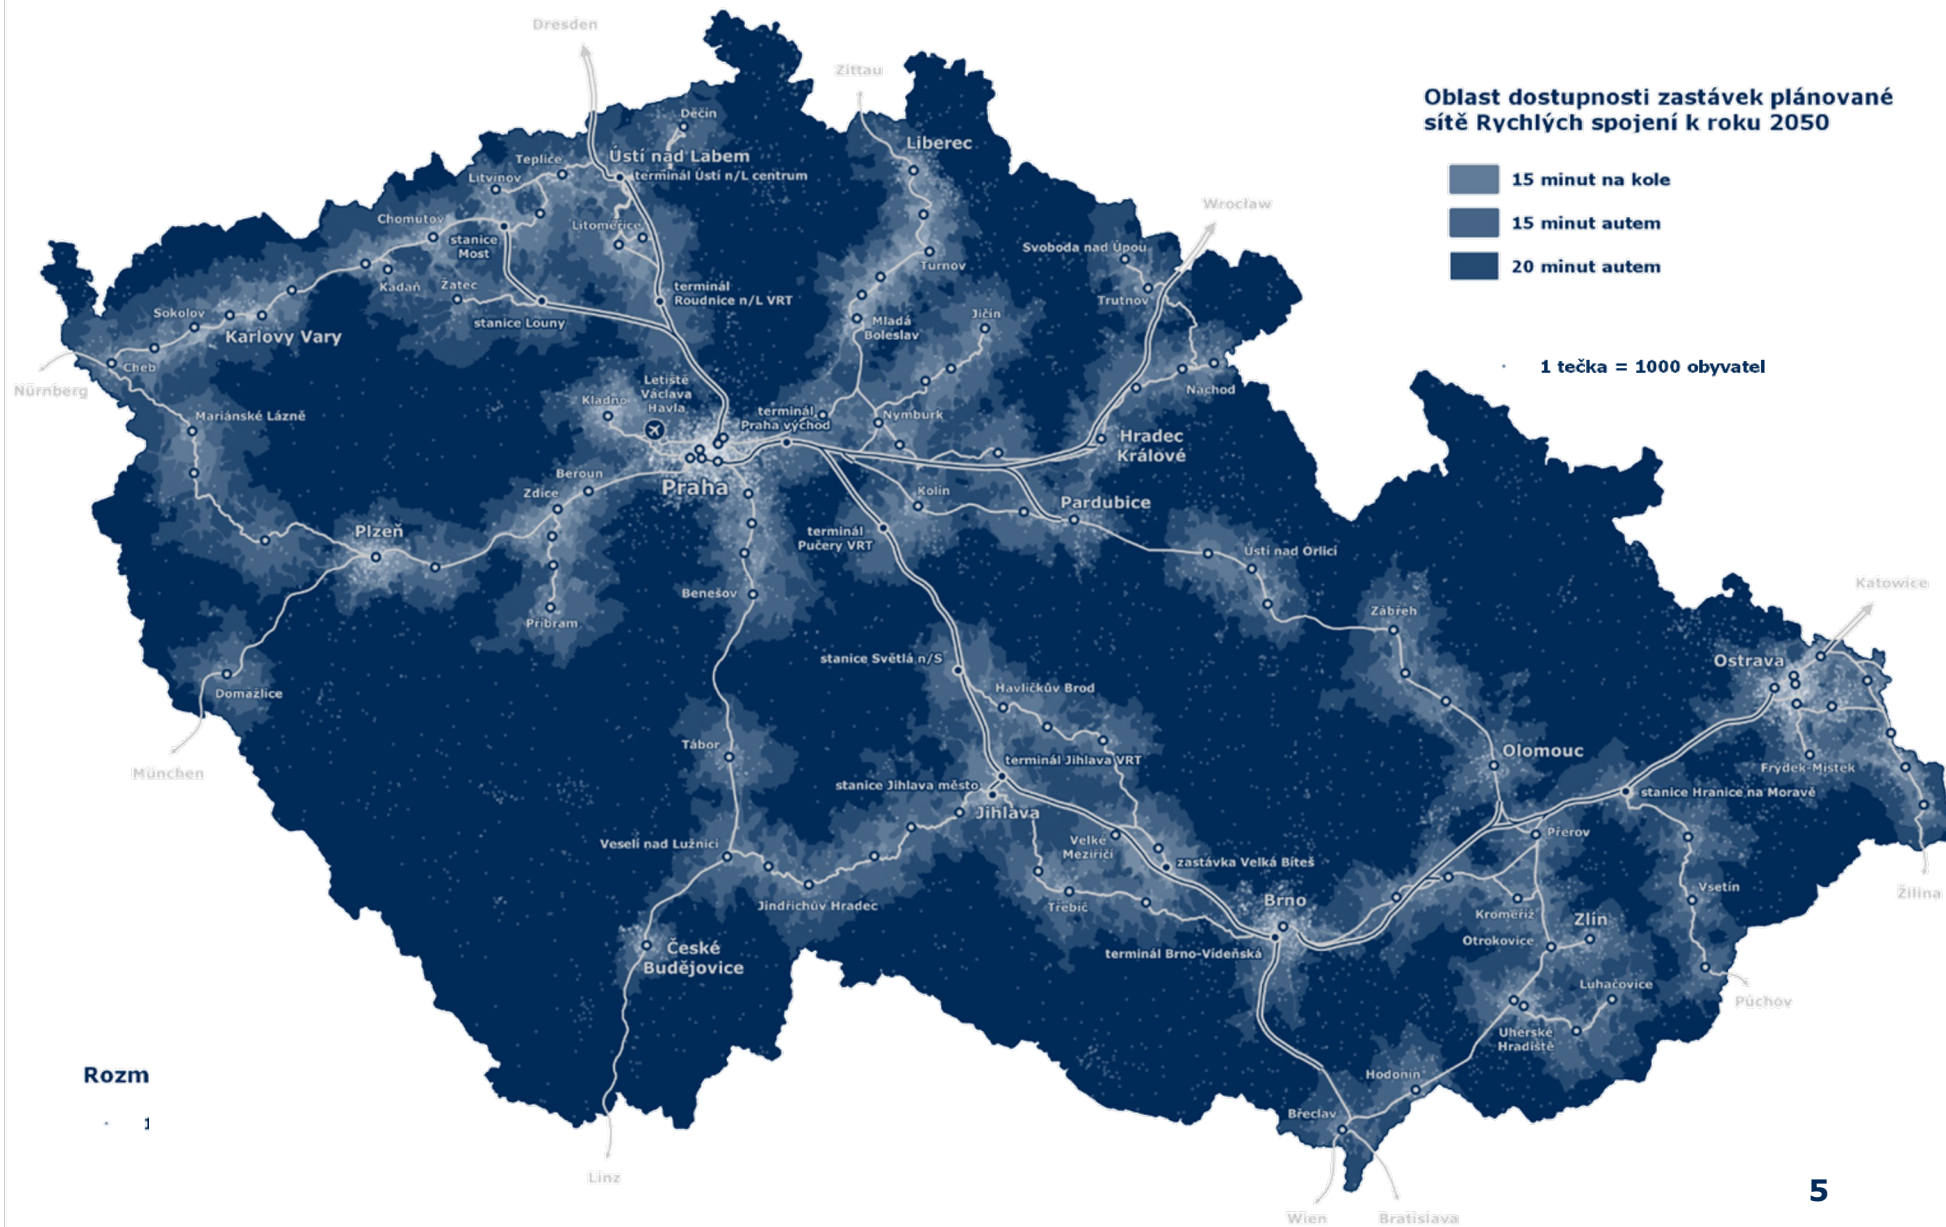 Dresden
Zittau
Oblast dostupnosti zastávek plánované
sítě Rychlých spojení k roku 2050
15 minut na kole
15 minut autem
20 minut autem
1 tečka = 1000 obyvatel
Děčín
Liberec
Ústí nad Labem
terminál Ústí n/L centrum
Teplice
Litvínov
Wrocław
Chomutov
Litoměřice
stanice
Most
Svoboda nad Úpou
Turnov
Kadaň
Žatec
terminál
Roudnice n/L VRT
Trutnov
Sokolov
Karlovy Vary
stanice Louny
Mladá
Boleslav
Jičín
Cheb
Nürnberg
Letiště
Václava
Havla
Kladno
Náchod
Mariánské Lázně
terminál
Praha východ
Nymburk
Hradec
Králové
Beroun
Zdice
Praha
Kolín
Pardubice
Plzeň
terminál
Pučery VRT
Ústí nad Orlicí
Katowice
Benešov
Příbram
Zábřeh
stanice Světlá n/S
Ostrava
Havlíčkův Brod
Domažlice
Tábor
Olomouc
terminál Jihlava VRT
München
Frýdek-Místek
stanice Jihlava město
stanice Hranice na Moravě
Jihlava
Přerov
Veselí nad Lužnicí
Velké
Meziříčí
zastávka Velká Bíteš
Vsetín
Žilina
Jindřichův Hradec
Třebíč
Brno
Kroměříž
Zlín
Otrokovice
České
Budějovice
terminál Brno-Vídeňská
Luhačovice
Púchov
Uherské
Hradiště
Rozm
Hodonín
1
Břeclav
Linz
5
Wien
Bratislava